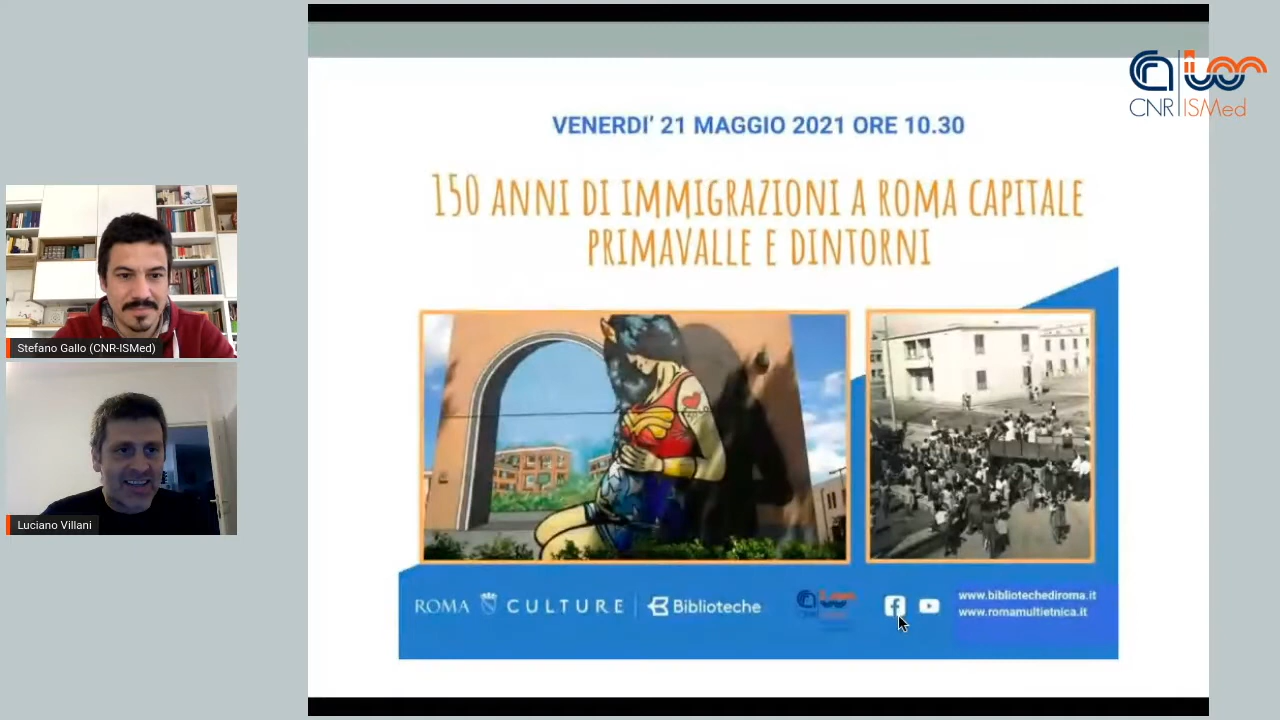 CNR ISMed
VENERDI' 21 MAGGIO 2021 ORE 10.30
150 ANNI DI IMMIGRAZIONI A ROMA CAPITALE
PRIMAVALLE E DINTORNI
Stefano Gallo (CNR-ISMed)
Luciano Villani
ROMA CULTURE Biblioteche
www.bibliotechediroma.it
www.romamultietnica.it